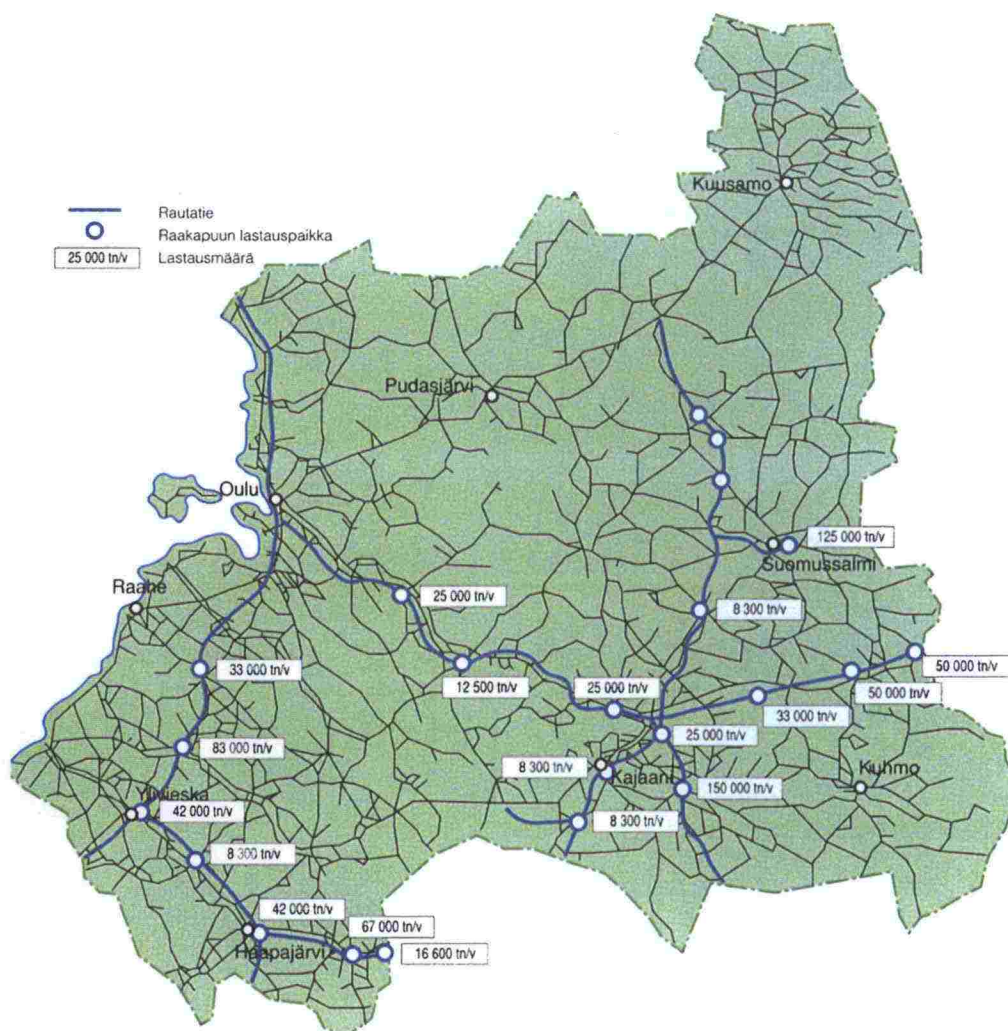 Kuusamo
Rautatie
Raakapuun lastauspaikka
25 000 tn/v Lastausmäärä
Pudasjärvi
Oulu
125 000 tn/v
Suomussalmi
Raahe
25 000 tn/v
8 300 tn/v
33 000 tn/v
12 500 tn/v
25 000 tn/v
50 000 tn/v
50 000 tn/v
33 000 tn/v
25 000 tn/v
83 000 tn/v
8 300 tn/v
Kajaani
Kuhmo
150 000 tn/v
Ylivieska
42 000 tn/v
8 300 tn/v
8 300 tn/v
42 000 tn/v
67 000 tn/v
Haapajärvi
16 600 tn/v